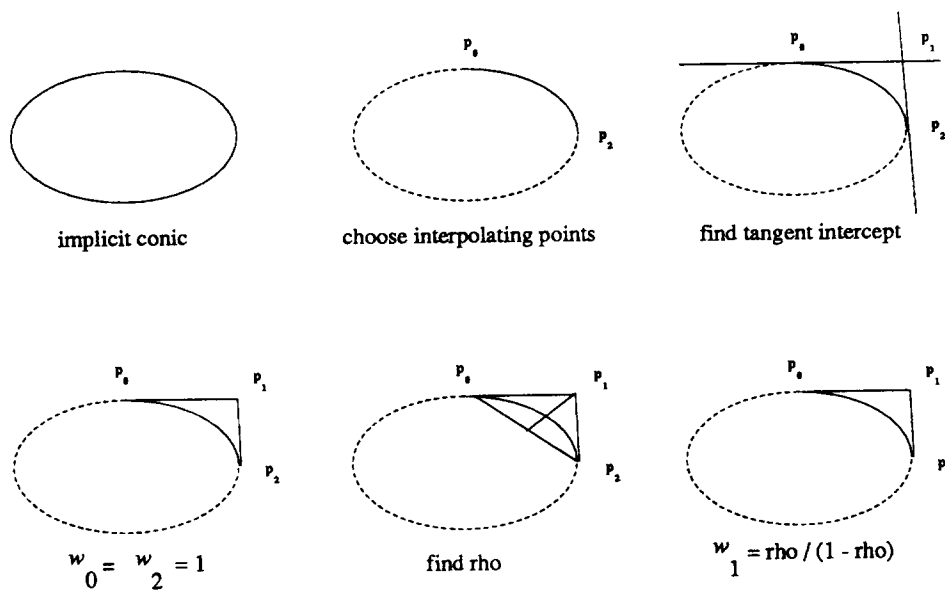 p0
p2
p0
p1
p2
implicit conic
choose interpolating points
find tangent intercept
p0
p1
p2
p0
p1
p2
p0
p1
p
w0 = w2 = 1
find rho
w1 = rho / (1 - rho)